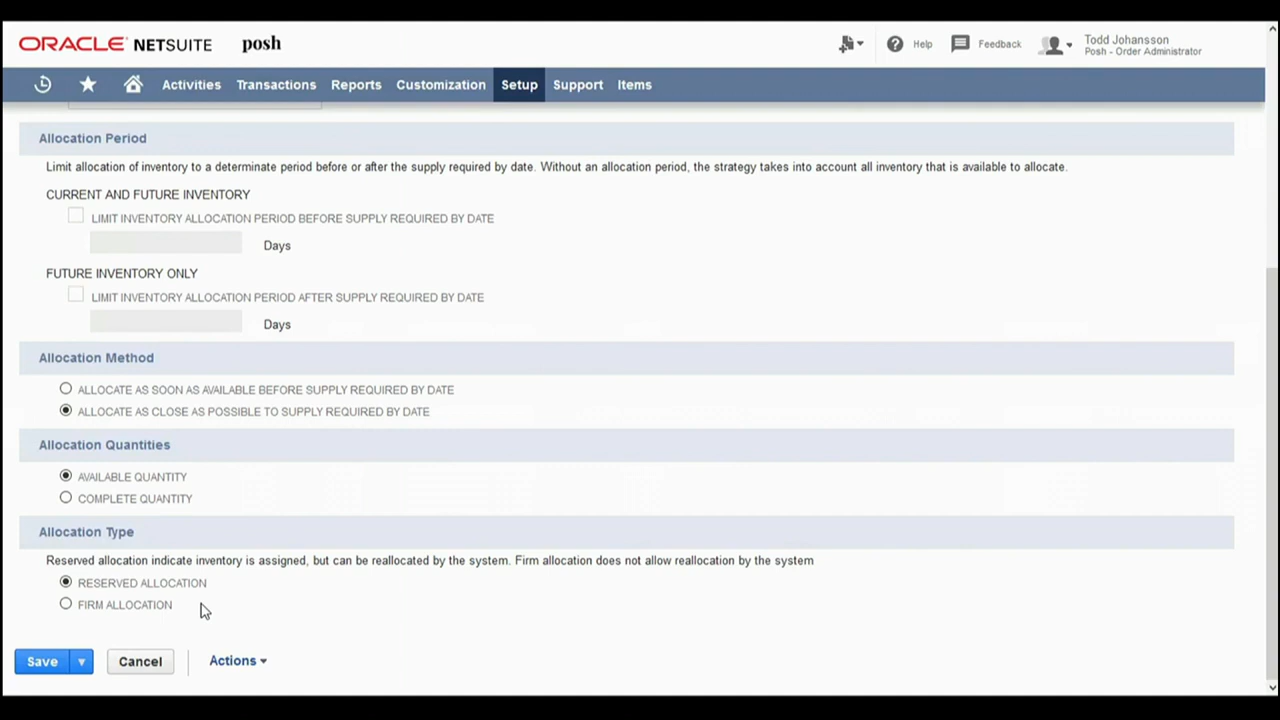 ORACLE NETSUITE posh
Help
Feedback
Todd Johansson
Posh - Order Administrator
Activities Transactions Reports Customization Setup Support Items
Allocation Period
Limit allocation of inventory to a determinate period before or after the supply required by date. Without an allocation period, the strategy takes into account all inventory that is available to allocate.
CURRENT AND FUTURE INVENTORY
LIMIT INVENTORY ALLOCATION PERIOD BEFORE SUPPLY REQUIRED BY DATE
Days
FUTURE INVENTORY ONLY
LIMIT INVENTORY ALLOCATION PERIOD AFTER SUPPLY REQUIRED BY DATE
Days
Allocation Method
ALLOCATE AS SOON AS AVAILABLE BEFORE SUPPLY REQUIRED BY DATE
ALLOCATE AS CLOSE AS POSSIBLE TO SUPPLY REQUIRED BY DATE
Allocation Quantities
AVAILABLE QUANTITY
COMPLETE QUANTITY
Allocation Type
Reserved allocation indicate inventory is assigned, but can be reallocated by the system. Firm allocation does not allow reallocation by the system
RESERVED ALLOCATION
FIRM ALLOCATION
Save Cancel Actions